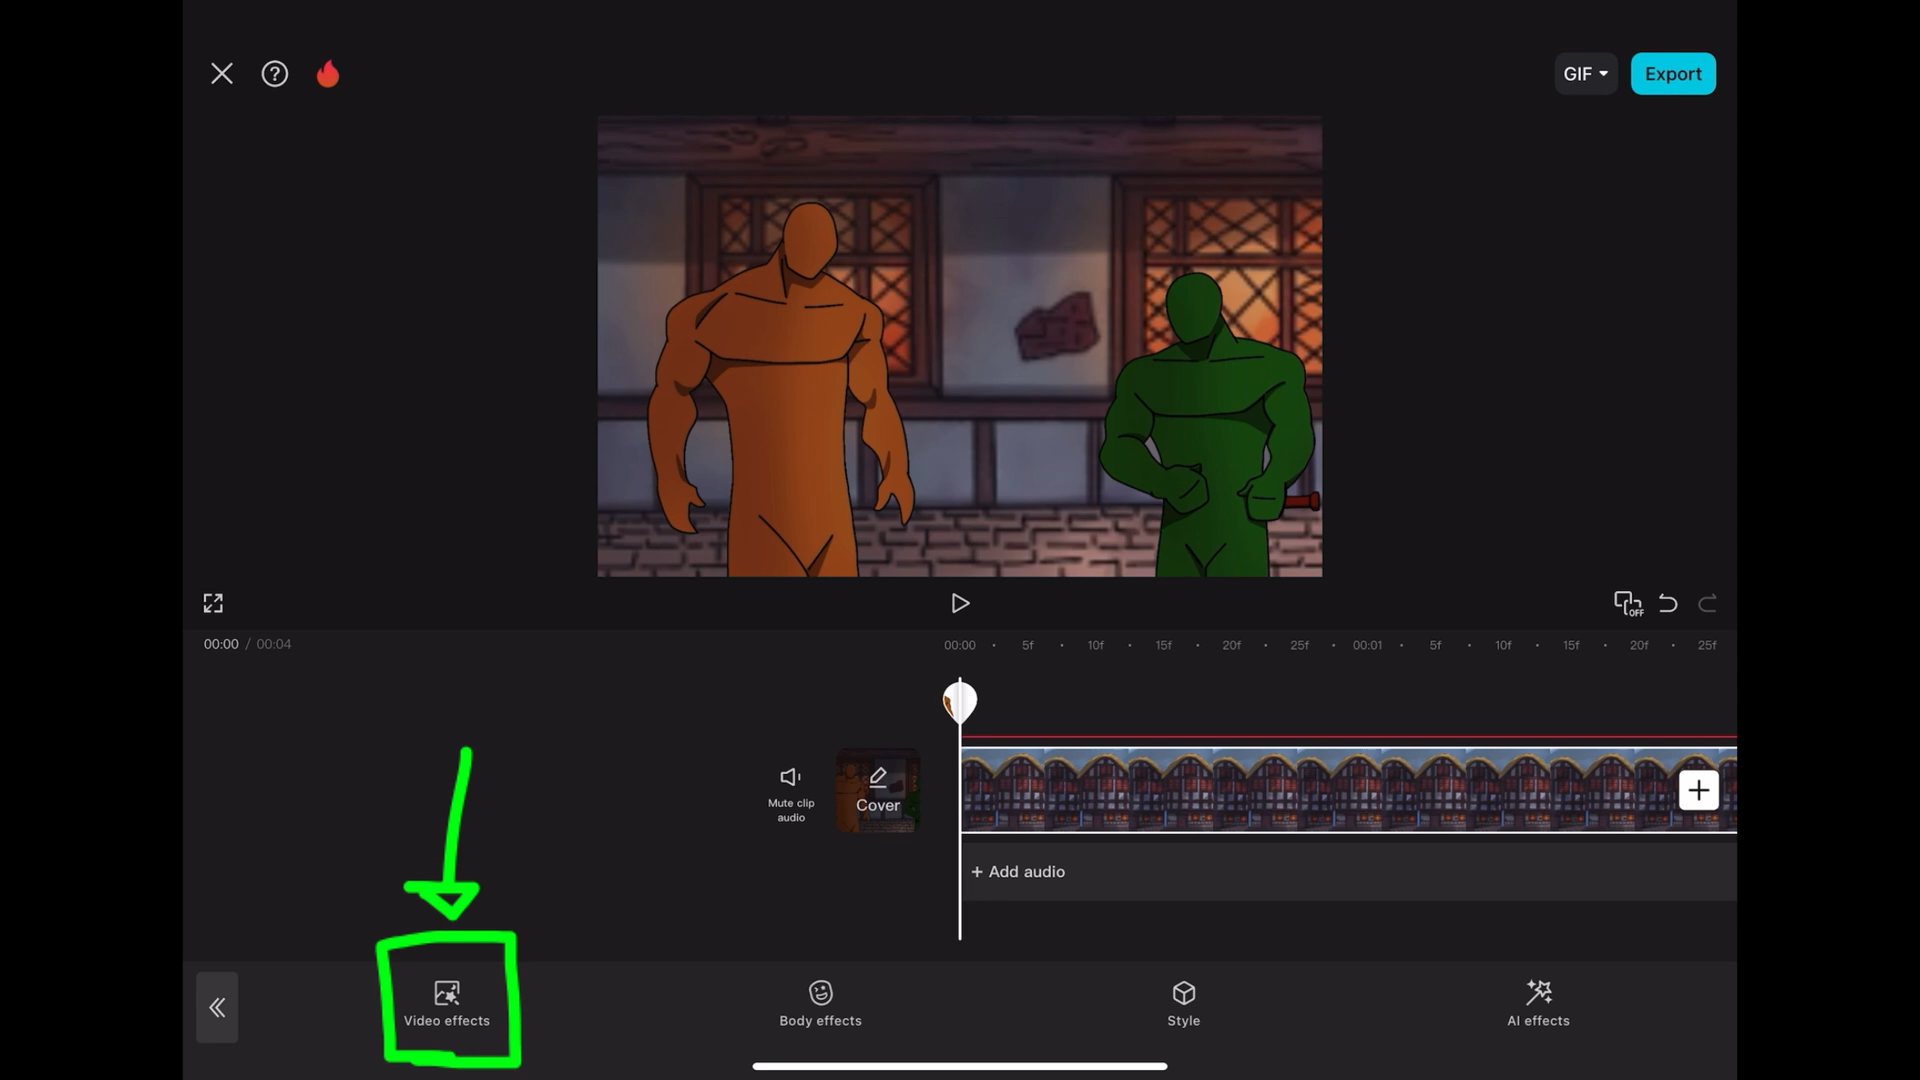 GIF
Export
OFF
00:00 / 00:04
00:00 5f 10f 15f 20f 25f 00:01 5f 10f 15f 20f 25f
Mute clip
audio
Cover
+ Add audio
Video effects
Body effects
Style
AI effects